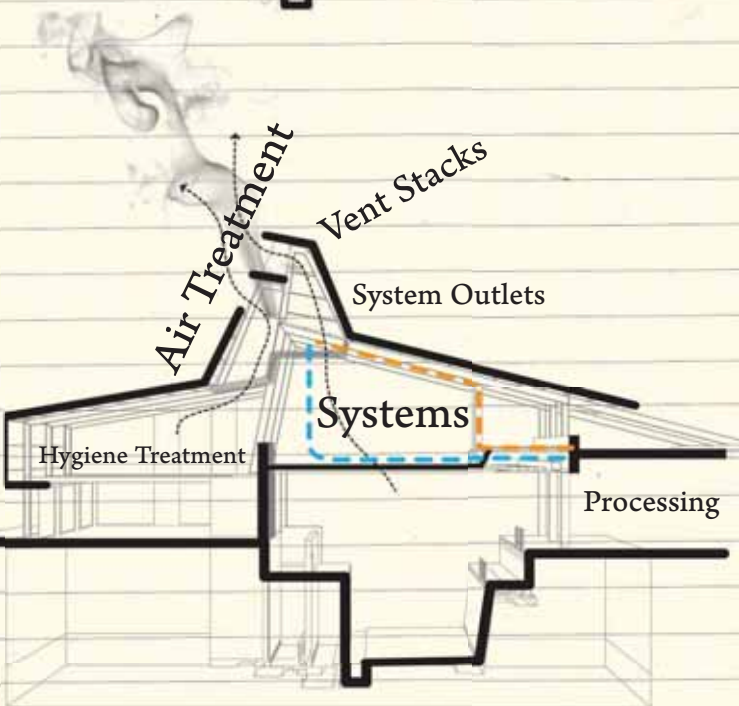 Air Treatment
Vent Stacks
System Outlets
Systems
Hygiene Treatment
Processing